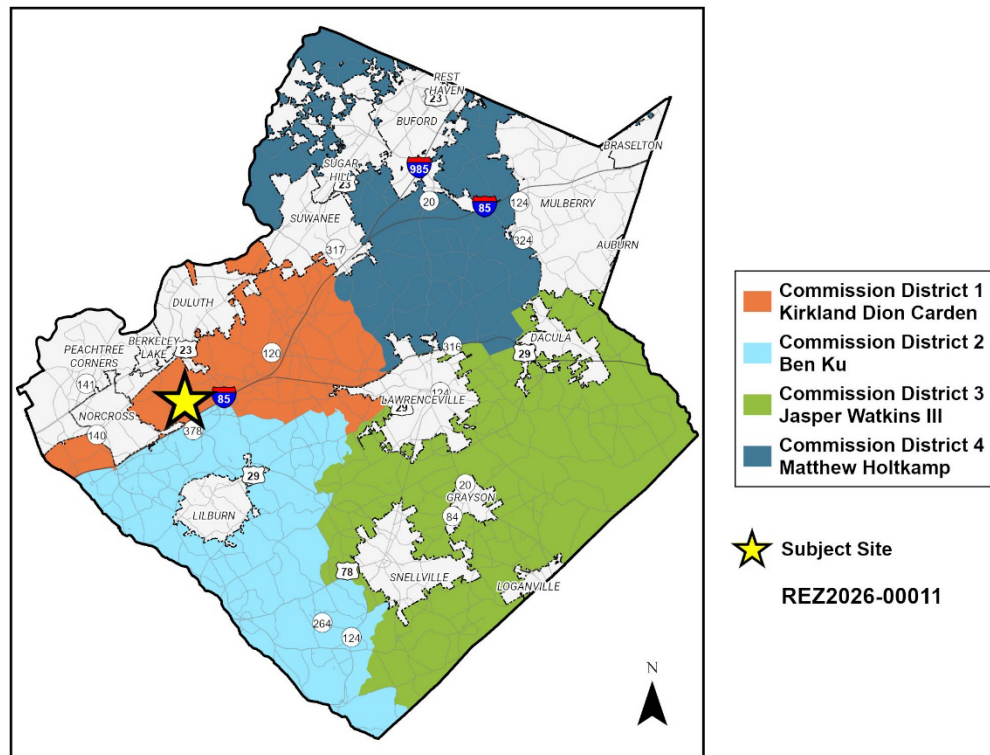 REST
HAVEN
23
BUFORD
BRASELTON
SUGAR
HILL
23
985
20
85
124
MULBERRY
SUWANEE
317
324
AUBURN
DULUTH
BERKELEY
LAKE
23
PEACHTREE
CORNERS
141
120
316
29
DACULA
NORCROSS
85
124
LAWRENCEVILLE
29
140
378
29
LILBURN
20
GRAYSON
84
78
SNELLVILLE
LOGANVILLE
264
124
N
Commission District 1
Kirkland Dion Carden
Commission District 2
Ben Ku
Commission District 3
Jasper Watkins III
Commission District 4
Matthew Holtkamp
Subject Site
REZ2026-00011